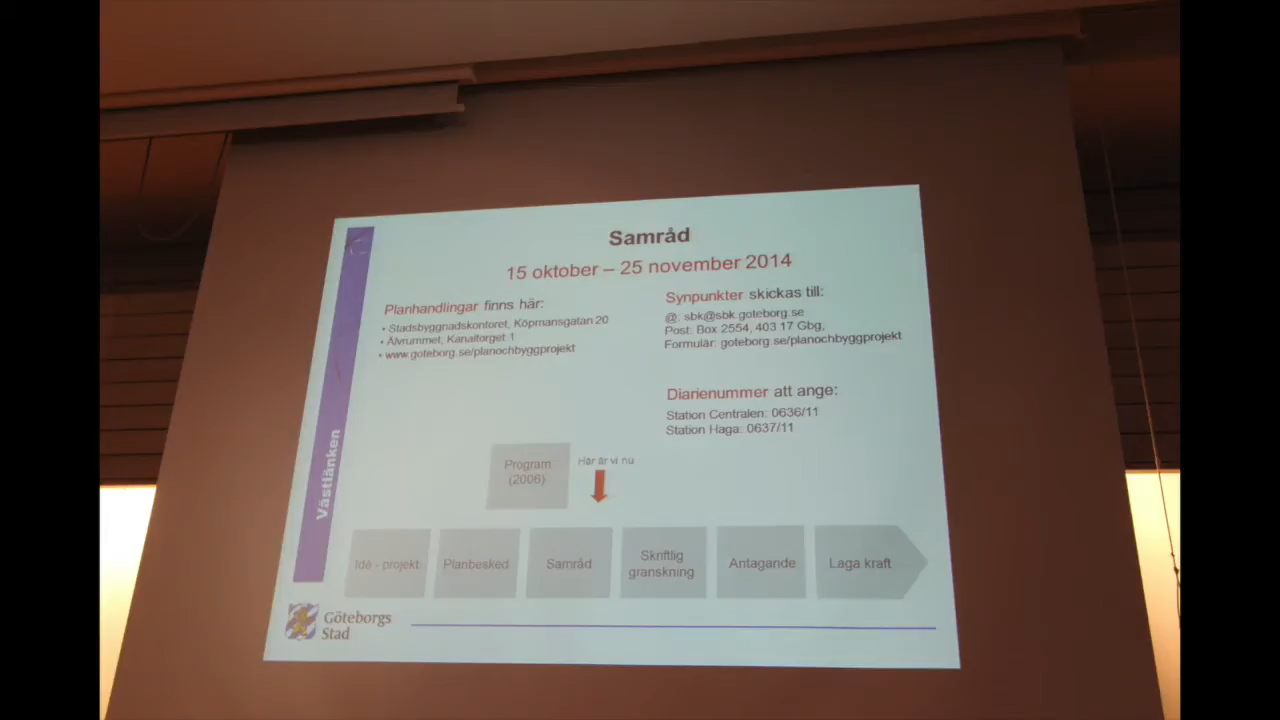 Samråd
15 oktober – 25 november 2014
Planhandlingar finns här:
• Stadsbyggnadskontoret, Köpmansgatan 20
• Älvrummet, Kanaltorget 1
• www.goteborg.se/planochbyggprojekt
Synpunkter skickas till:
@: sbk@sbk.goteborg.se
Post: Box 2554, 403 17 Gbg,
Formulär: goteborg.se/planochbyggprojekt
Diarienummer att ange:
Station Centralen: 0636/11
Station Haga: 0637/11
Västlänken
Program
(2006)
Här är vi nu
Idé - projekt
Planbesked
Samråd
Skriftlig
granskning
Antagande
Laga kraft
Göteborgs
Stad